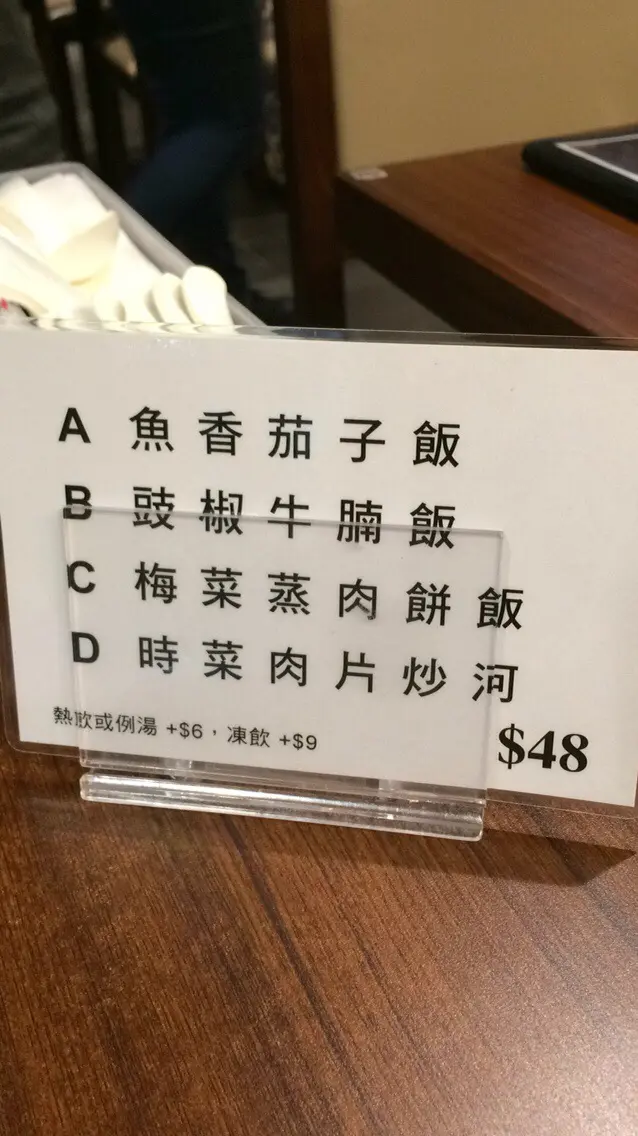 A 魚香茄子飯
B 豉椒牛腩飯
C 梅菜蒸肉餅飯
D 時菜肉片炒河
熱飲或例湯 +$6，凍飲 +$9
$48